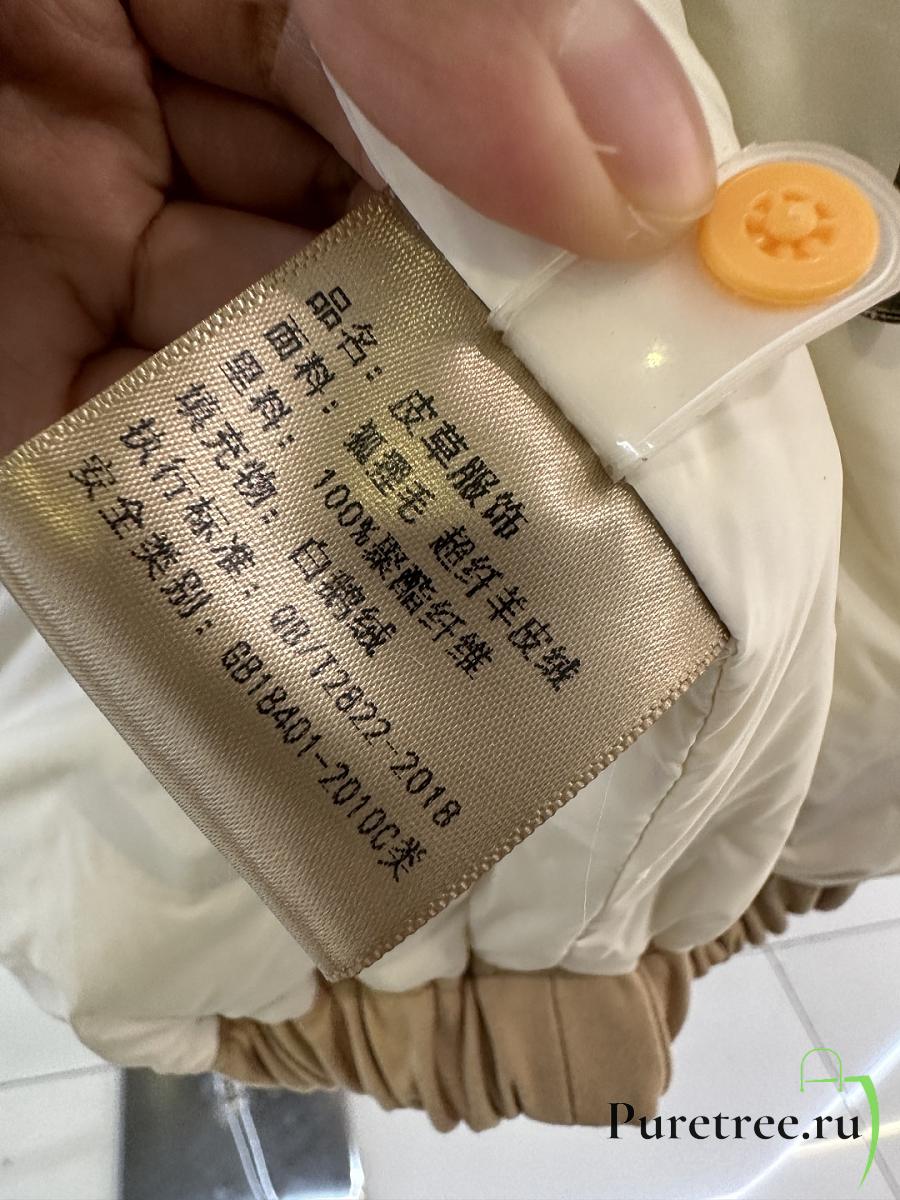 品名：皮草服饰
面料：狐狸毛 超纤羊皮绒
里料：100%聚酯纤维
填充物：白鹅绒
执行标准：QB/T2822-2018
安全类别：GB18401-2010C类
Puretree.ru